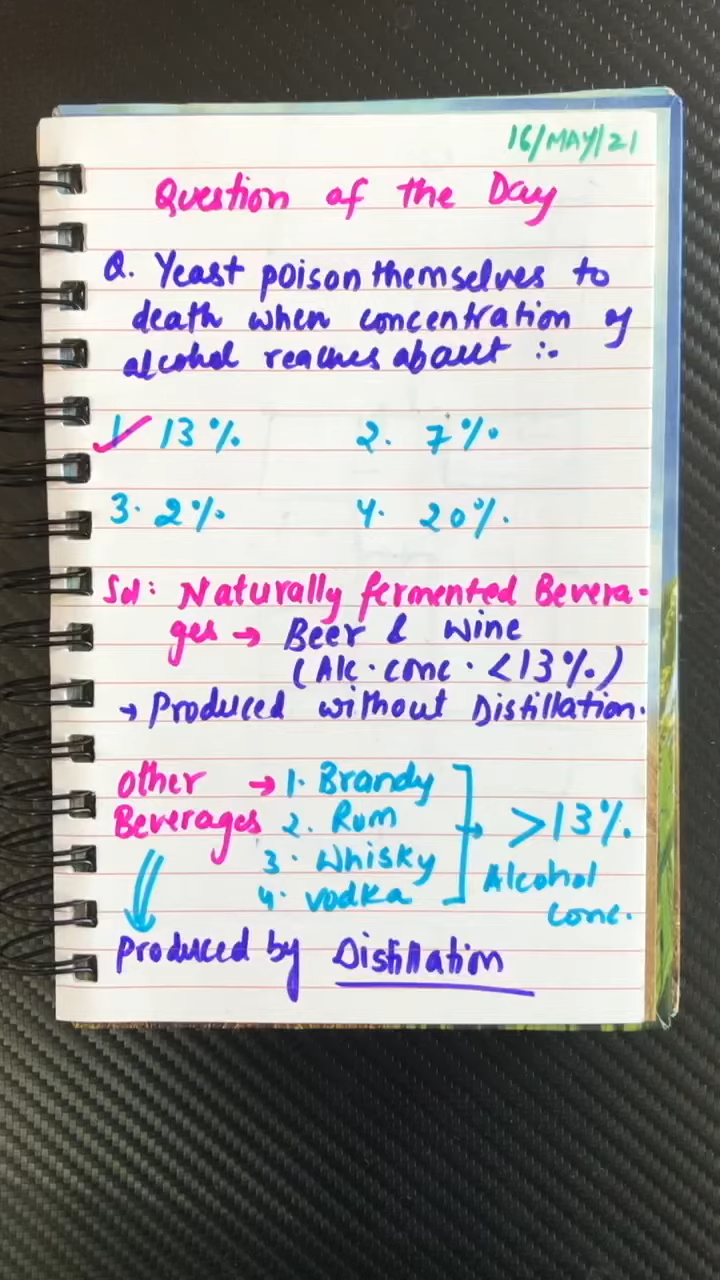 16/MAY/21
Question of the Day
Q. Yeast poison themselves to
death when concentration of
alcohol reaches about :-
1 13% 2. 7%
3. 2% 4. 20%.
Sol: Naturally fermented Bevera-
ges → Beer & Wine
(Alc. conc. <13%.)
→ Produced without Distillation.
Other → 1. Brandy
Beverages 2. Rum
3. Whisky
4. Vodka
→ >13%.
Alcohol
conc.
Produced by Distillation